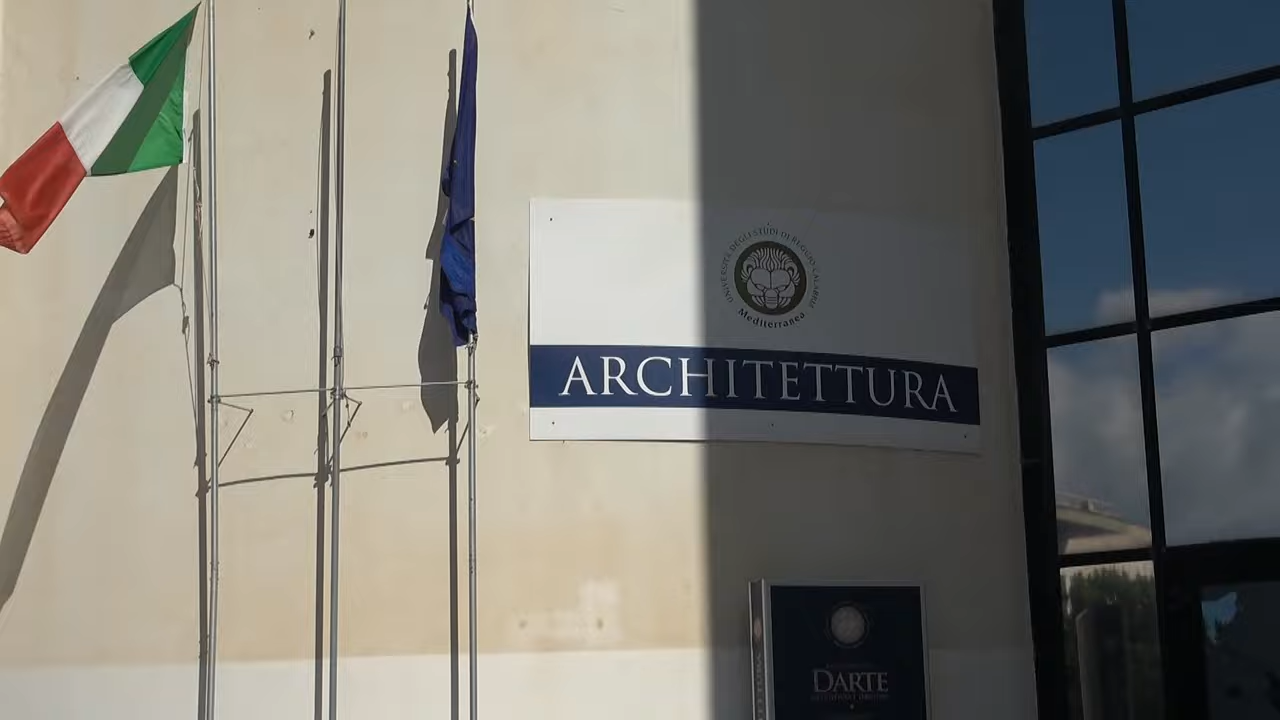 UNIVERSITÀ DEGLI STUDI DI REGGIO CALABRIA
Mediterranea
ARCHITETTURA
DARTE